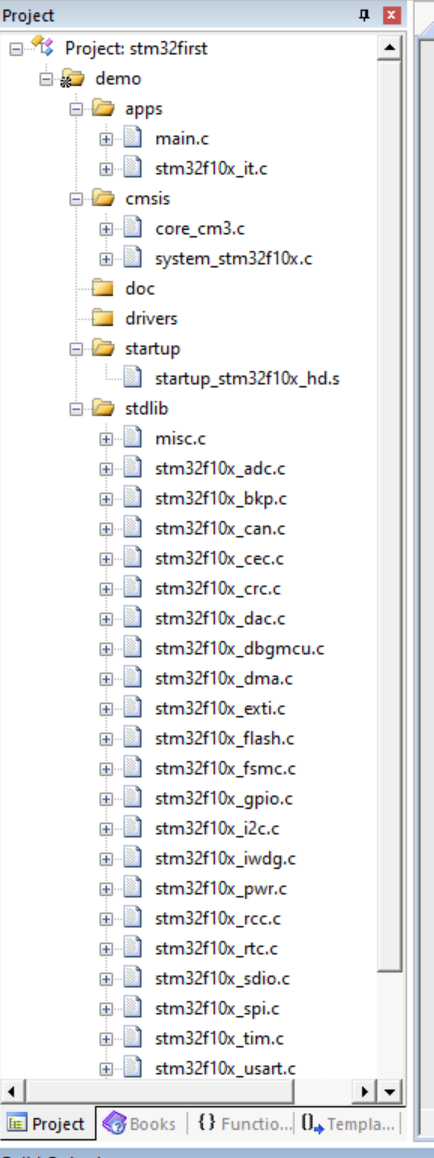 Project
Project: stm32first
demo
apps
main.c
stm32f10x_it.c
cmsis
core_cm3.c
system_stm32f10x.c
doc
drivers
startup
startup_stm32f10x_hd.s
stdlib
misc.c
stm32f10x_adc.c
stm32f10x_bkp.c
stm32f10x_can.c
stm32f10x_cec.c
stm32f10x_crc.c
stm32f10x_dac.c
stm32f10x_dbgmcu.c
stm32f10x_dma.c
stm32f10x_exti.c
stm32f10x_flash.c
stm32f10x_fsmc.c
stm32f10x_gpio.c
stm32f10x_i2c.c
stm32f10x_iwdg.c
stm32f10x_pwr.c
stm32f10x_rcc.c
stm32f10x_rtc.c
stm32f10x_sdio.c
stm32f10x_spi.c
stm32f10x_tim.c
stm32f10x_usart.c
Project Books {} Functio... Templa...